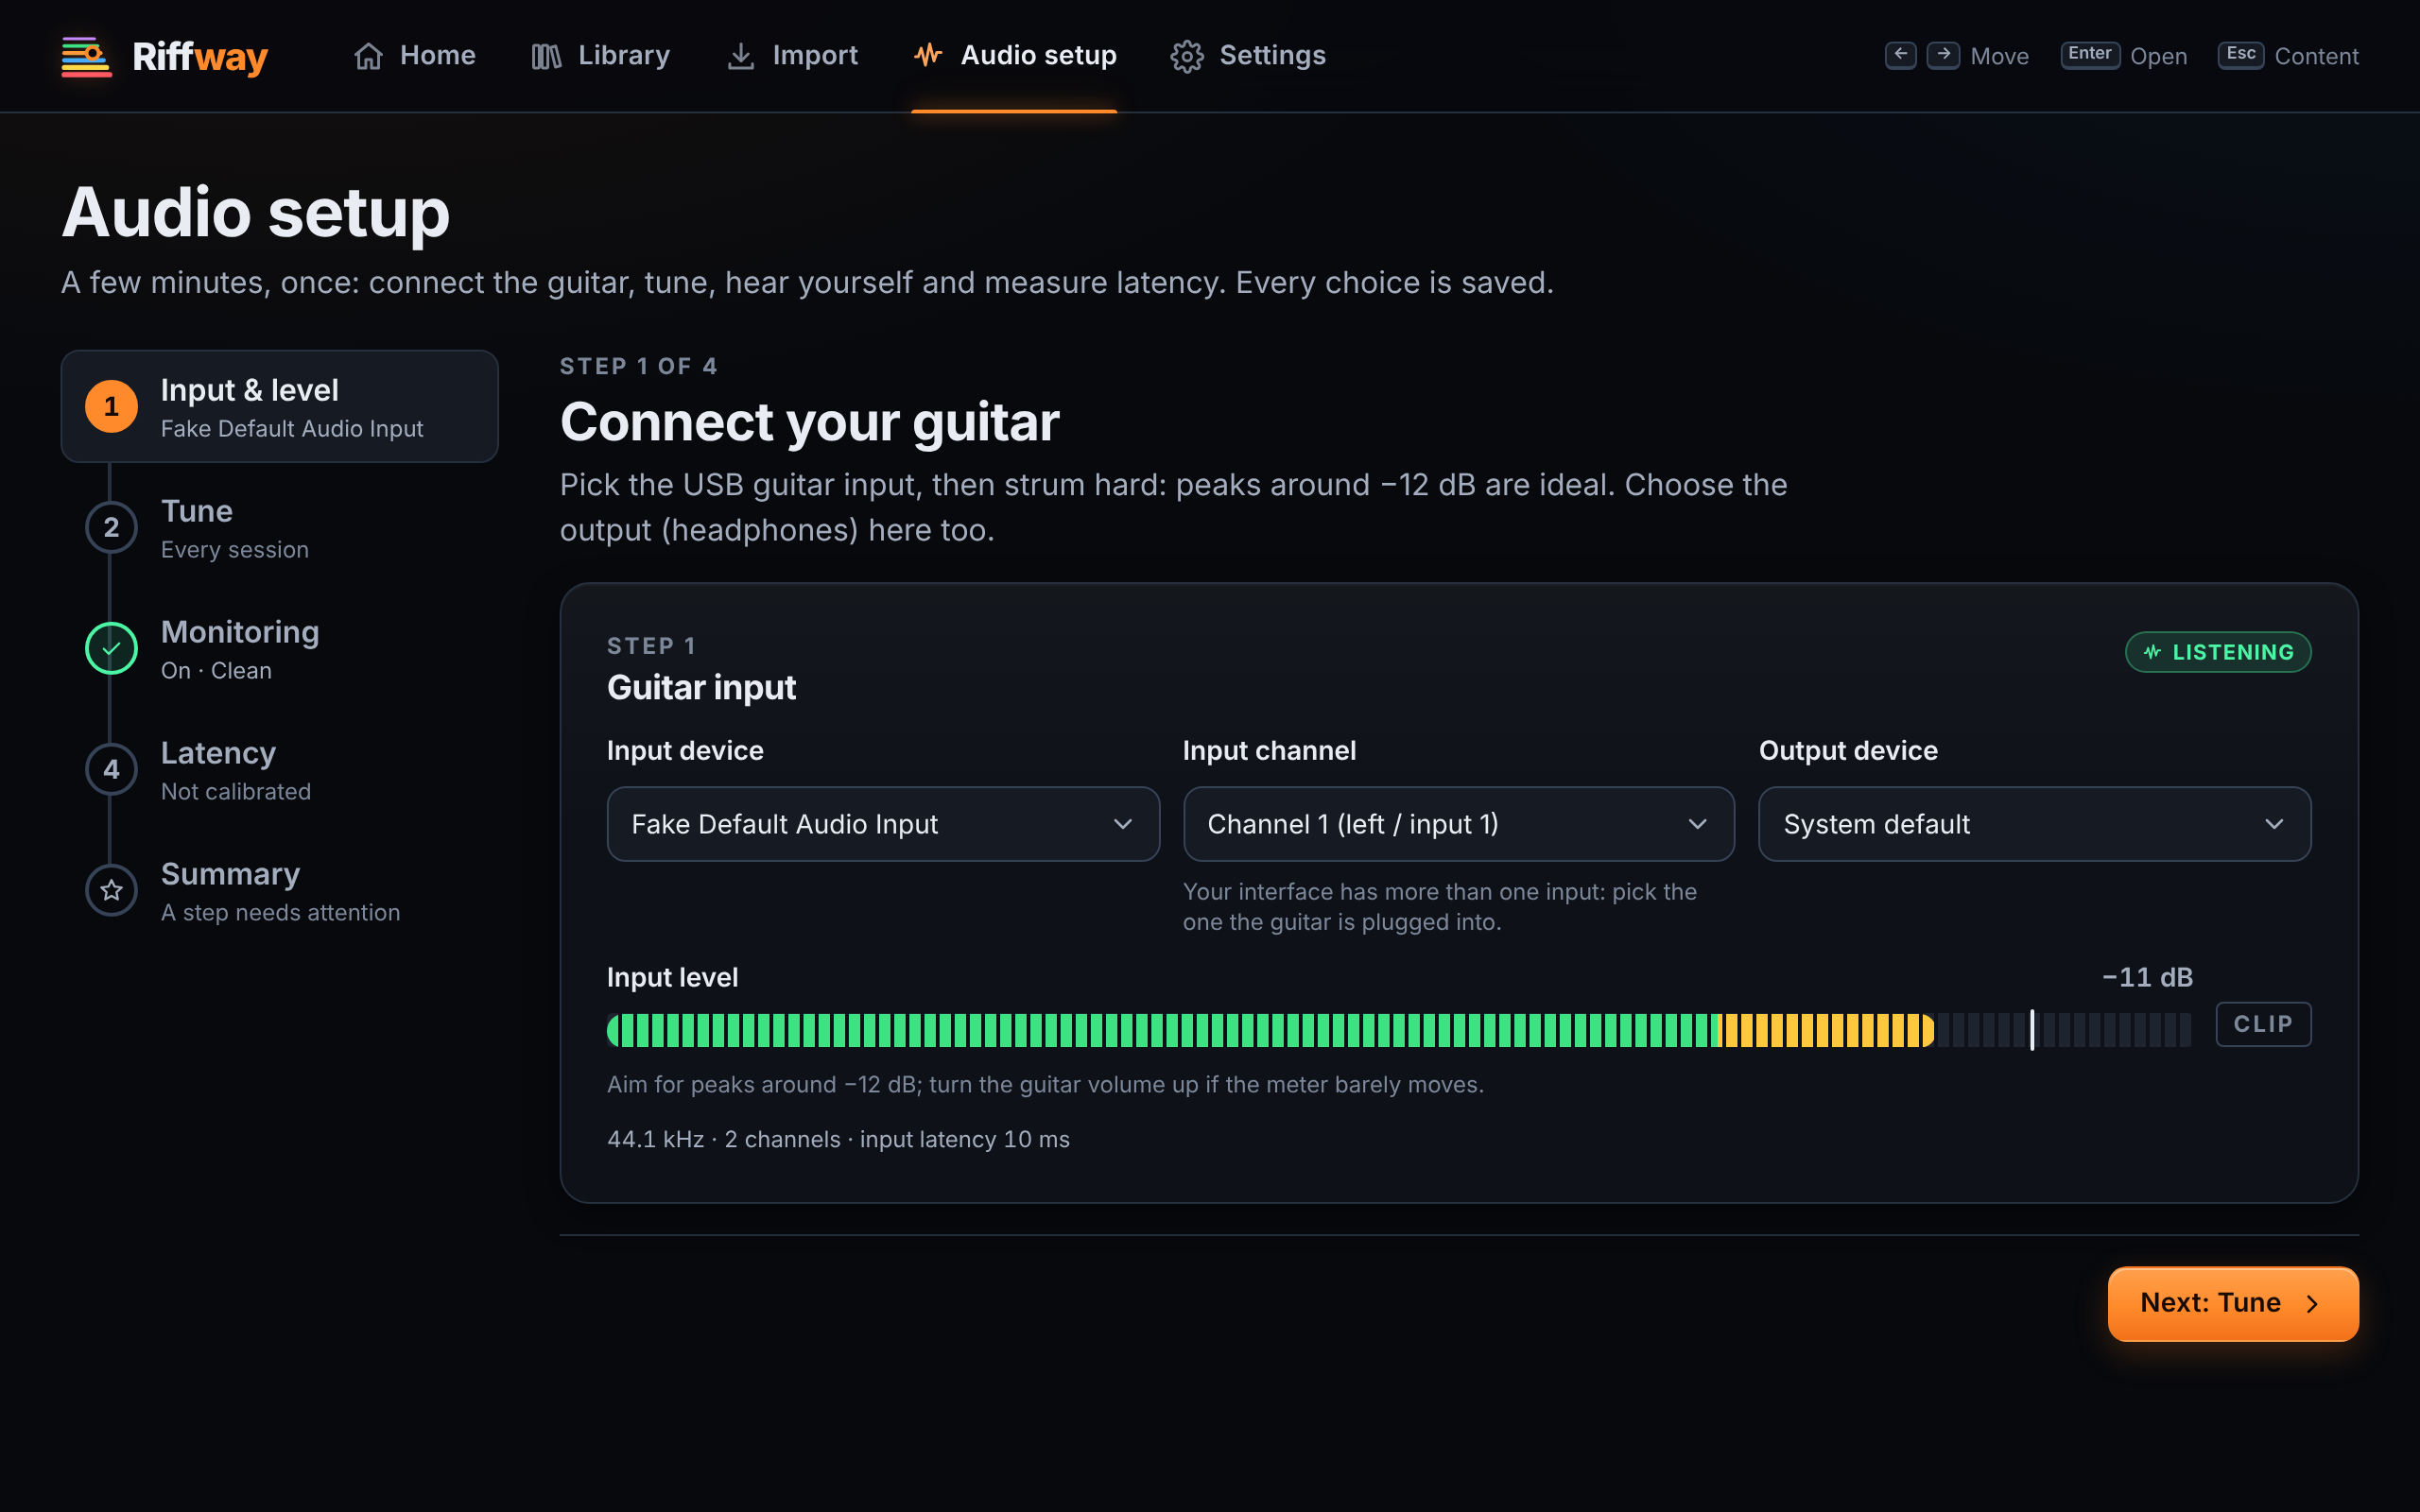 Riffway
Home
Library
Import
Audio setup
Settings
← → Move
Enter Open
Esc Content
Audio setup
A few minutes, once: connect the guitar, tune, hear yourself and measure latency. Every choice is saved.
1
Input & level
Fake Default Audio Input
2
Tune
Every session
Monitoring
On · Clean
4
Latency
Not calibrated
Summary
A step needs attention
STEP 1 OF 4
Connect your guitar
Pick the USB guitar input, then strum hard: peaks around −12 dB are ideal. Choose the
output (headphones) here too.
STEP 1
LISTENING
Guitar input
Input device
Input channel
Output device
Fake Default Audio Input
Channel 1 (left / input 1)
System default
Your interface has more than one input: pick the
one the guitar is plugged into.
Input level
−11 dB
CLIP
Aim for peaks around −12 dB; turn the guitar volume up if the meter barely moves.
44.1 kHz · 2 channels · input latency 10 ms
Next: Tune